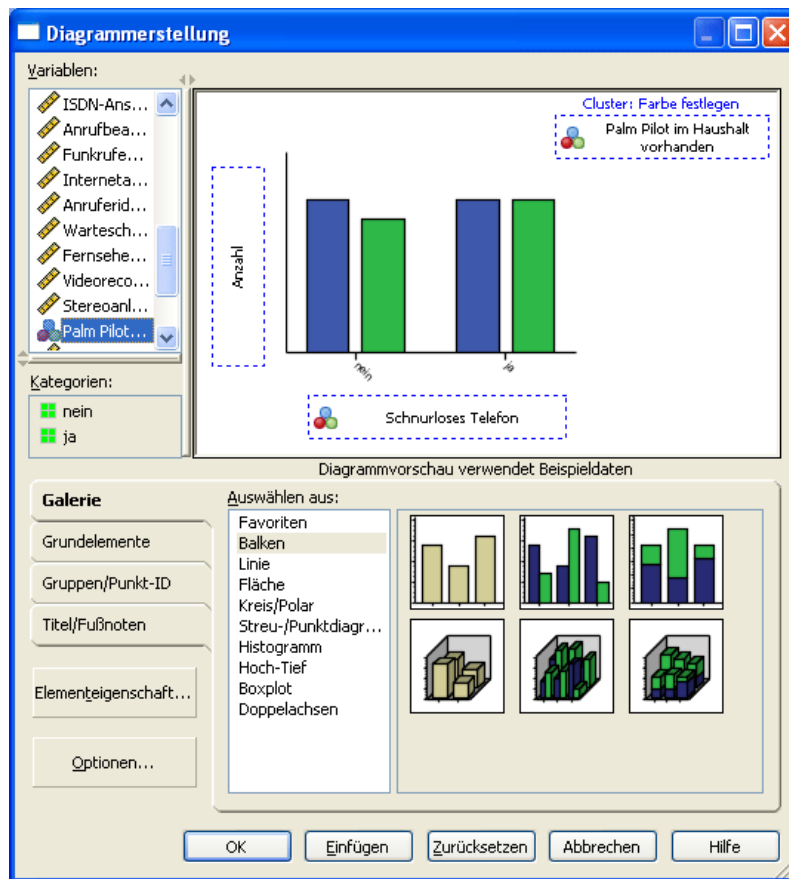 Diagrammerstellung
Variablen:
ISDN-Ans...
Anrufbea...
Funkrufe...
Interneta...
Anruferid...
Wartesch...
Fernsehe...
Videoreco...
Stereoanl...
Palm Pilot...
Kategorien:
nein
ja
Cluster: Farbe festlegen
Palm Pilot im Haushalt
vorhanden
Anzahl
nein
ja
Schnurloses Telefon
Diagrammvorschau verwendet Beispieldaten
Galerie
Grundelemente
Gruppen/Punkt-ID
Titel/Fußnoten
Elementeigenschaft...
Optionen...
Auswählen aus:
Favoriten
Balken
Linie
Fläche
Kreis/Polar
Streu-/Punktdiagr...
Histogramm
Hoch-Tief
Boxplot
Doppelachsen
OK
Einfügen
Zurücksetzen
Abbrechen
Hilfe